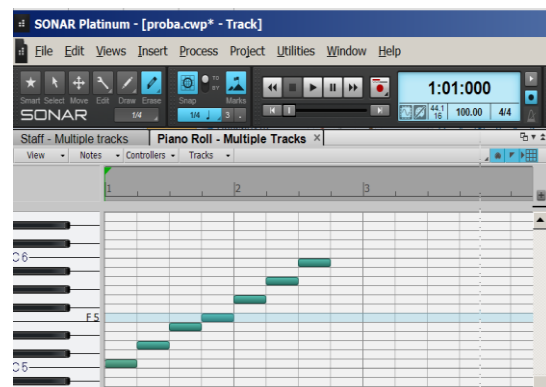 SONAR Platinum - [proba.cwp* - Track]
File Edit Views Insert Process Project Utilities Window Help
TO
BY
Smart Select Move Edit Draw Erase Snap Marks
1:01:000
SONAR 1/4 1/4 3 44.1 16 100.00 4/4
Staff - Multiple tracks Piano Roll - Multiple Tracks ×
View Notes Controllers Tracks
1 2 3
C6
F5
C5